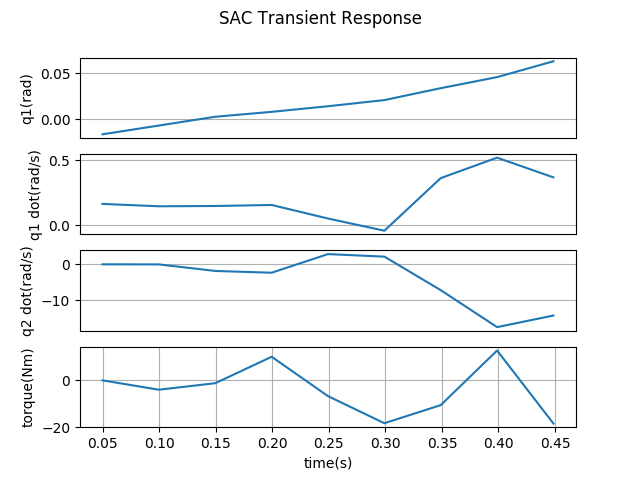 SAC Transient Response
q1(rad)
0.05
0.00
q1 dot(rad/s)
0.5
0.0
q2 dot(rad/s)
0
−10
torque(Nm)
0
−20
0.05 0.10 0.15 0.20 0.25 0.30 0.35 0.40 0.45
time(s)